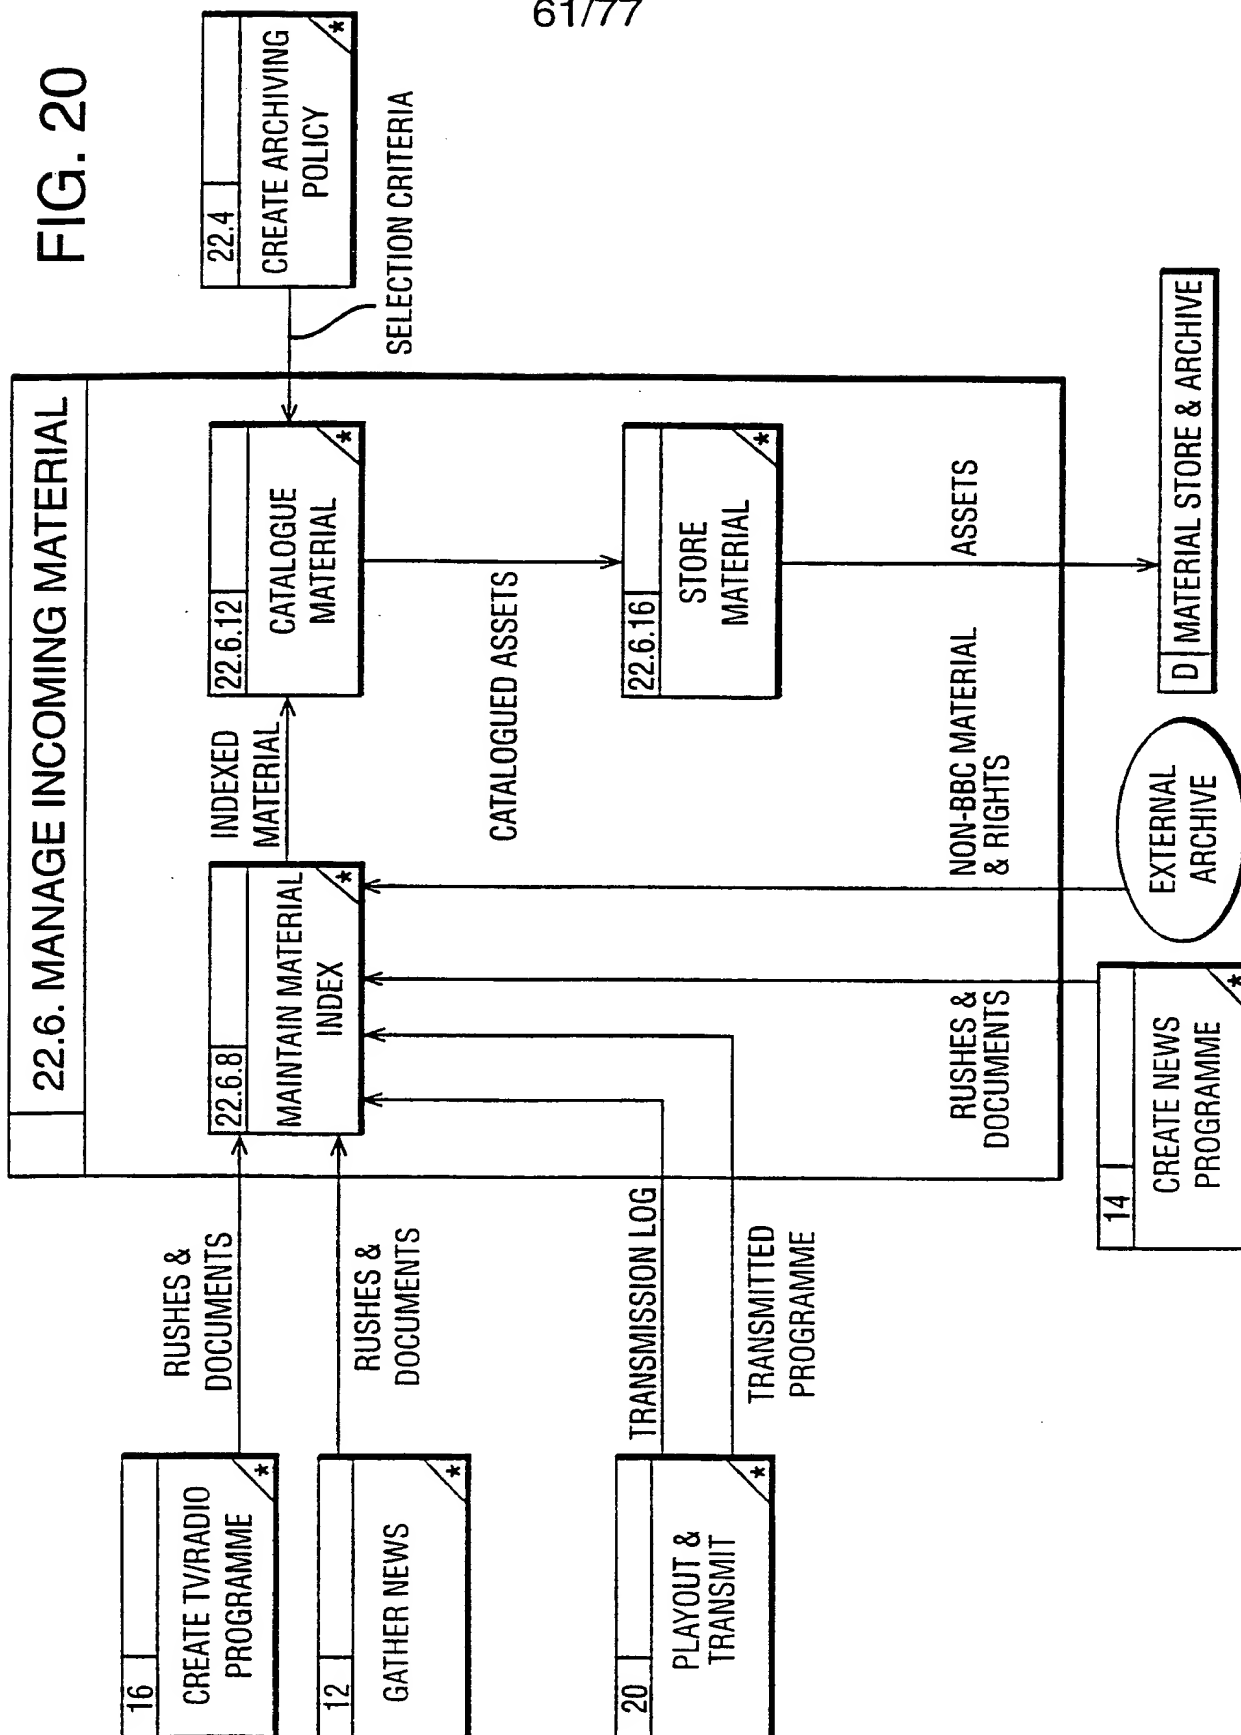 61/77
FIG. 20
22.6. MANAGE INCOMING MATERIAL
16
CREATE TV/RADIO
PROGRAMME
*
RUSHES &
DOCUMENTS
12
GATHER NEWS
*
RUSHES &
DOCUMENTS
20
PLAYOUT &
TRANSMIT
*
TRANSMISSION LOG
TRANSMITTED
PROGRAMME
22.6.8
MAINTAIN MATERIAL
INDEX
*
INDEXED
MATERIAL
22.6.12
CATALOGUE
MATERIAL
*
22.4
CREATE ARCHIVING
POLICY
*
SELECTION CRITERIA
CATALOGUED ASSETS
22.6.16
STORE
MATERIAL
*
RUSHES &
DOCUMENTS
NON-BBC MATERIAL
& RIGHTS
ASSETS
14
CREATE NEWS
PROGRAMME
*
EXTERNAL
ARCHIVE
D MATERIAL STORE & ARCHIVE